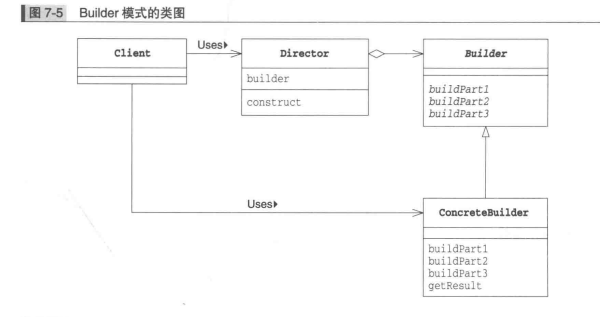 图 7-5 Builder 模式的类图
Client
Uses▶
Director
builder
construct
Builder
buildPart1
buildPart2
buildPart3
Uses▶
ConcreteBuilder
buildPart1
buildPart2
buildPart3
getResult